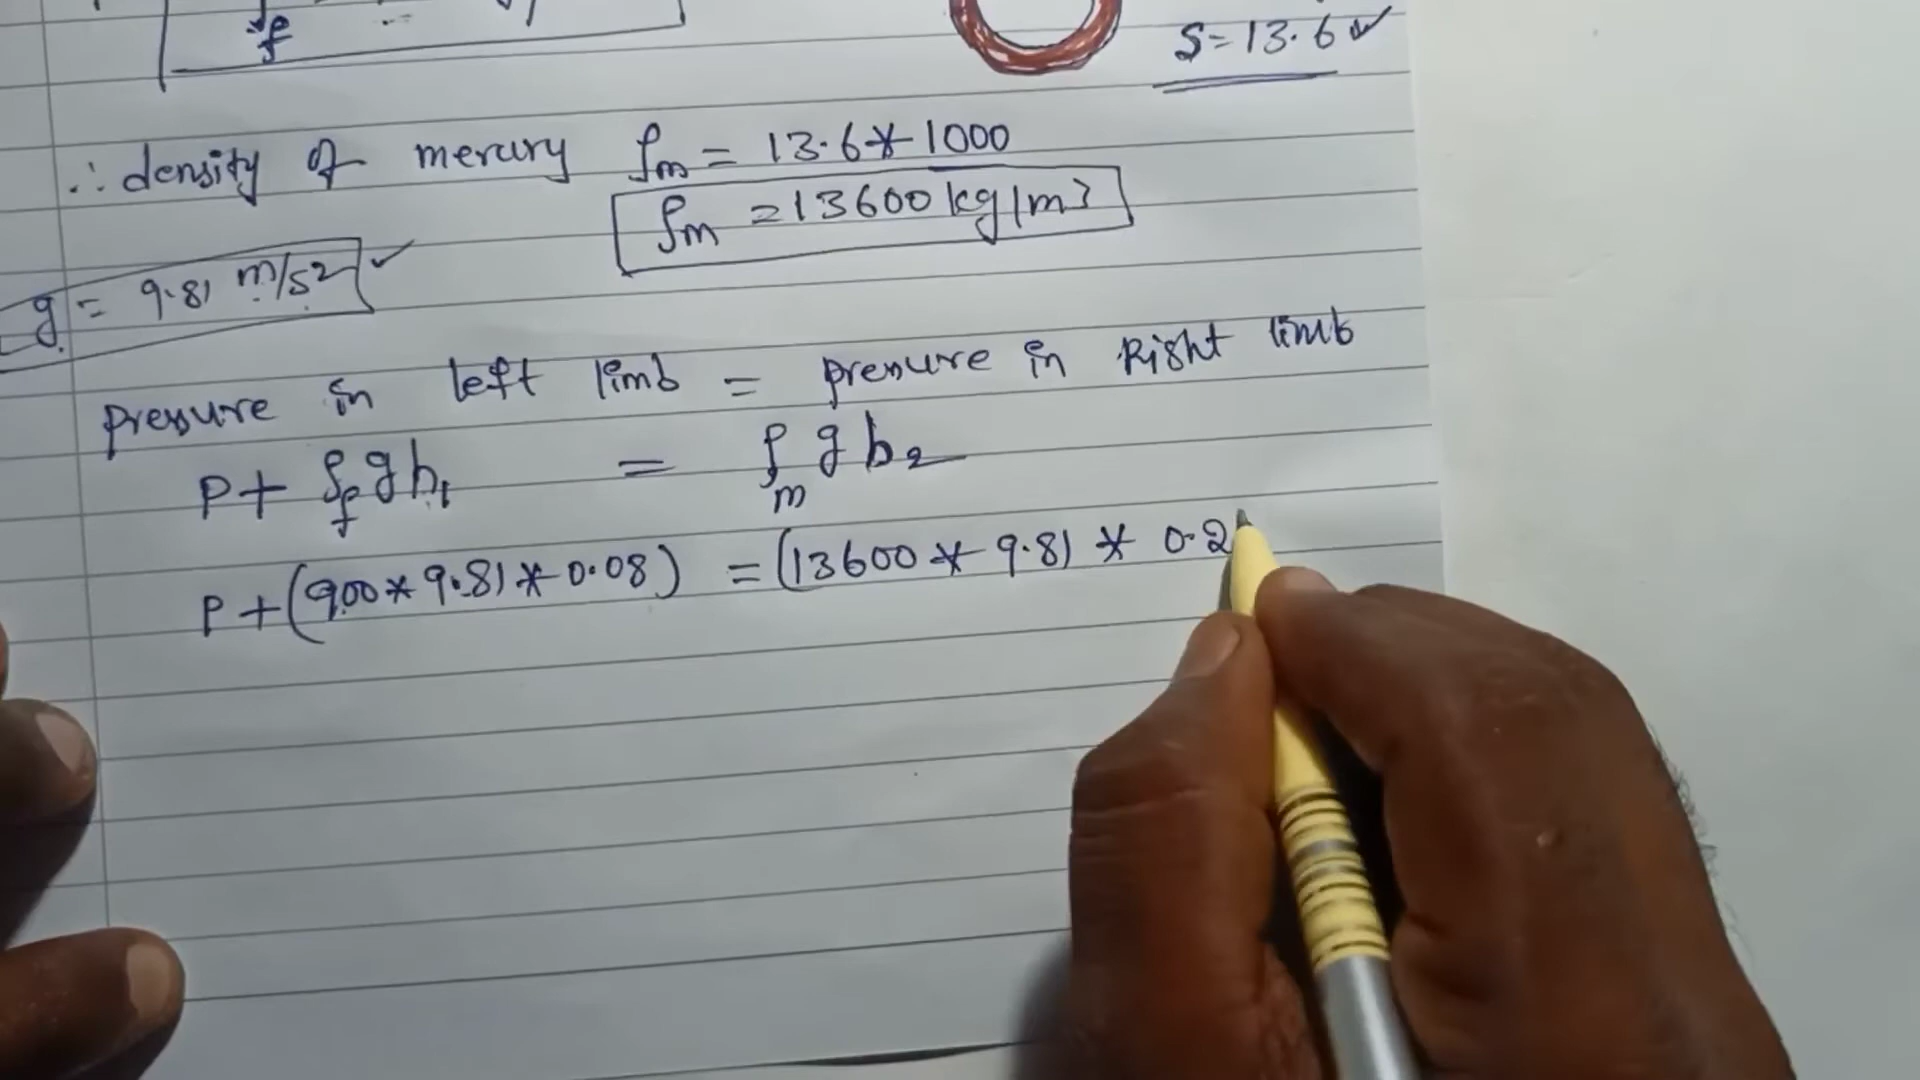 S = 13.6
∴ density of mercury ρm = 13.6 * 1000
ρm = 13600 kg/m3
g = 9.81 m/s2
pressure in left limb = pressure in Right limb
P + ρf g h1 = ρm g h2
P + (900 * 9.81 * 0.08) = (13600 * 9.81 * 0.2